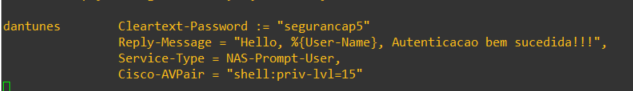 dantunes Cleartext-Password := "segurancap5"
Reply-Message = "Hello, %{User-Name}, Autenticacao bem sucedida!!!",
Service-Type = NAS-Prompt-User,
Cisco-AVPair = "shell:priv-lvl=15"